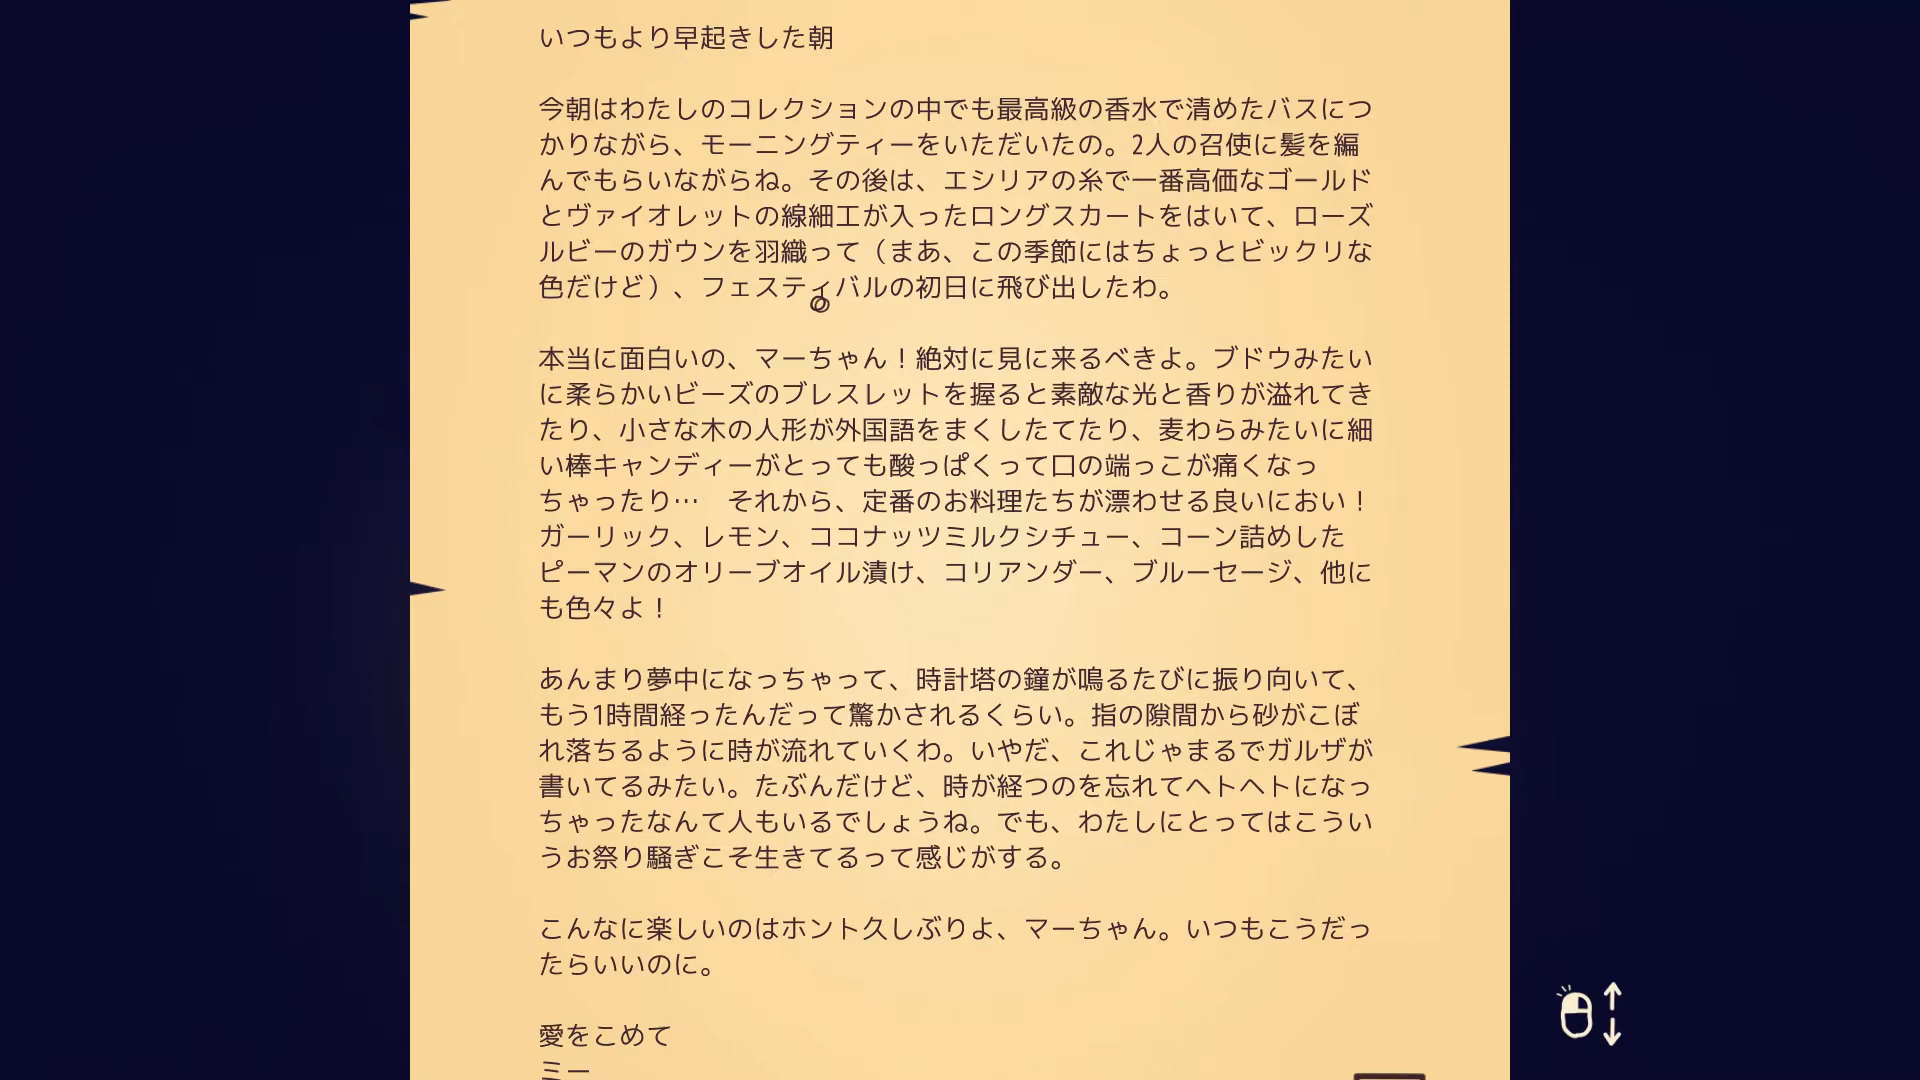 いつもより早起きした朝
今朝はわたしのコレクションの中でも最高級の香水で清めたバスにつ
かりながら、モーニングティーをいただいたの。2人の召使に髪を編
んでもらいながらね。その後は、エシリアの糸で一番高価なゴールド
とヴァイオレットの線細工が入ったロングスカートをはいて、ローズ
ルビーのガウンを羽織って（まあ、この季節にはちょっとビックリな
色だけど）、フェスティバルの初日に飛び出したわ。
本当に面白いの、マーちゃん！絶対に見に来るべきよ。ブドウみたい
に柔らかいビーズのブレスレットを握ると素敵な光と香りが溢れてき
たり、小さな木の人形が外国語をまくしたてたり、麦わらみたいに細
い棒キャンディーがとっても酸っぱくって口の端っこが痛くなっ
ちゃったり…　それから、定番のお料理たちが漂わせる良いにおい！
ガーリック、レモン、ココナッツミルクシチュー、コーン詰めした
ピーマンのオリーブオイル漬け、コリアンダー、ブルーセージ、他に
も色々よ！
あんまり夢中になっちゃって、時計塔の鐘が鳴るたびに振り向いて、
もう1時間経ったんだって驚かされるくらい。指の隙間から砂がこぼ
れ落ちるように時が流れていくわ。いやだ、これじゃまるでガルザが
書いてるみたい。たぶんだけど、時が経つのを忘れてヘトヘトになっ
ちゃったなんて人もいるでしょうね。でも、わたしにとってはこうい
うお祭り騒ぎこそ生きてるって感じがする。
こんなに楽しいのはホント久しぶりよ、マーちゃん。いつもこうだっ
たらいいのに。
愛をこめて
ミー